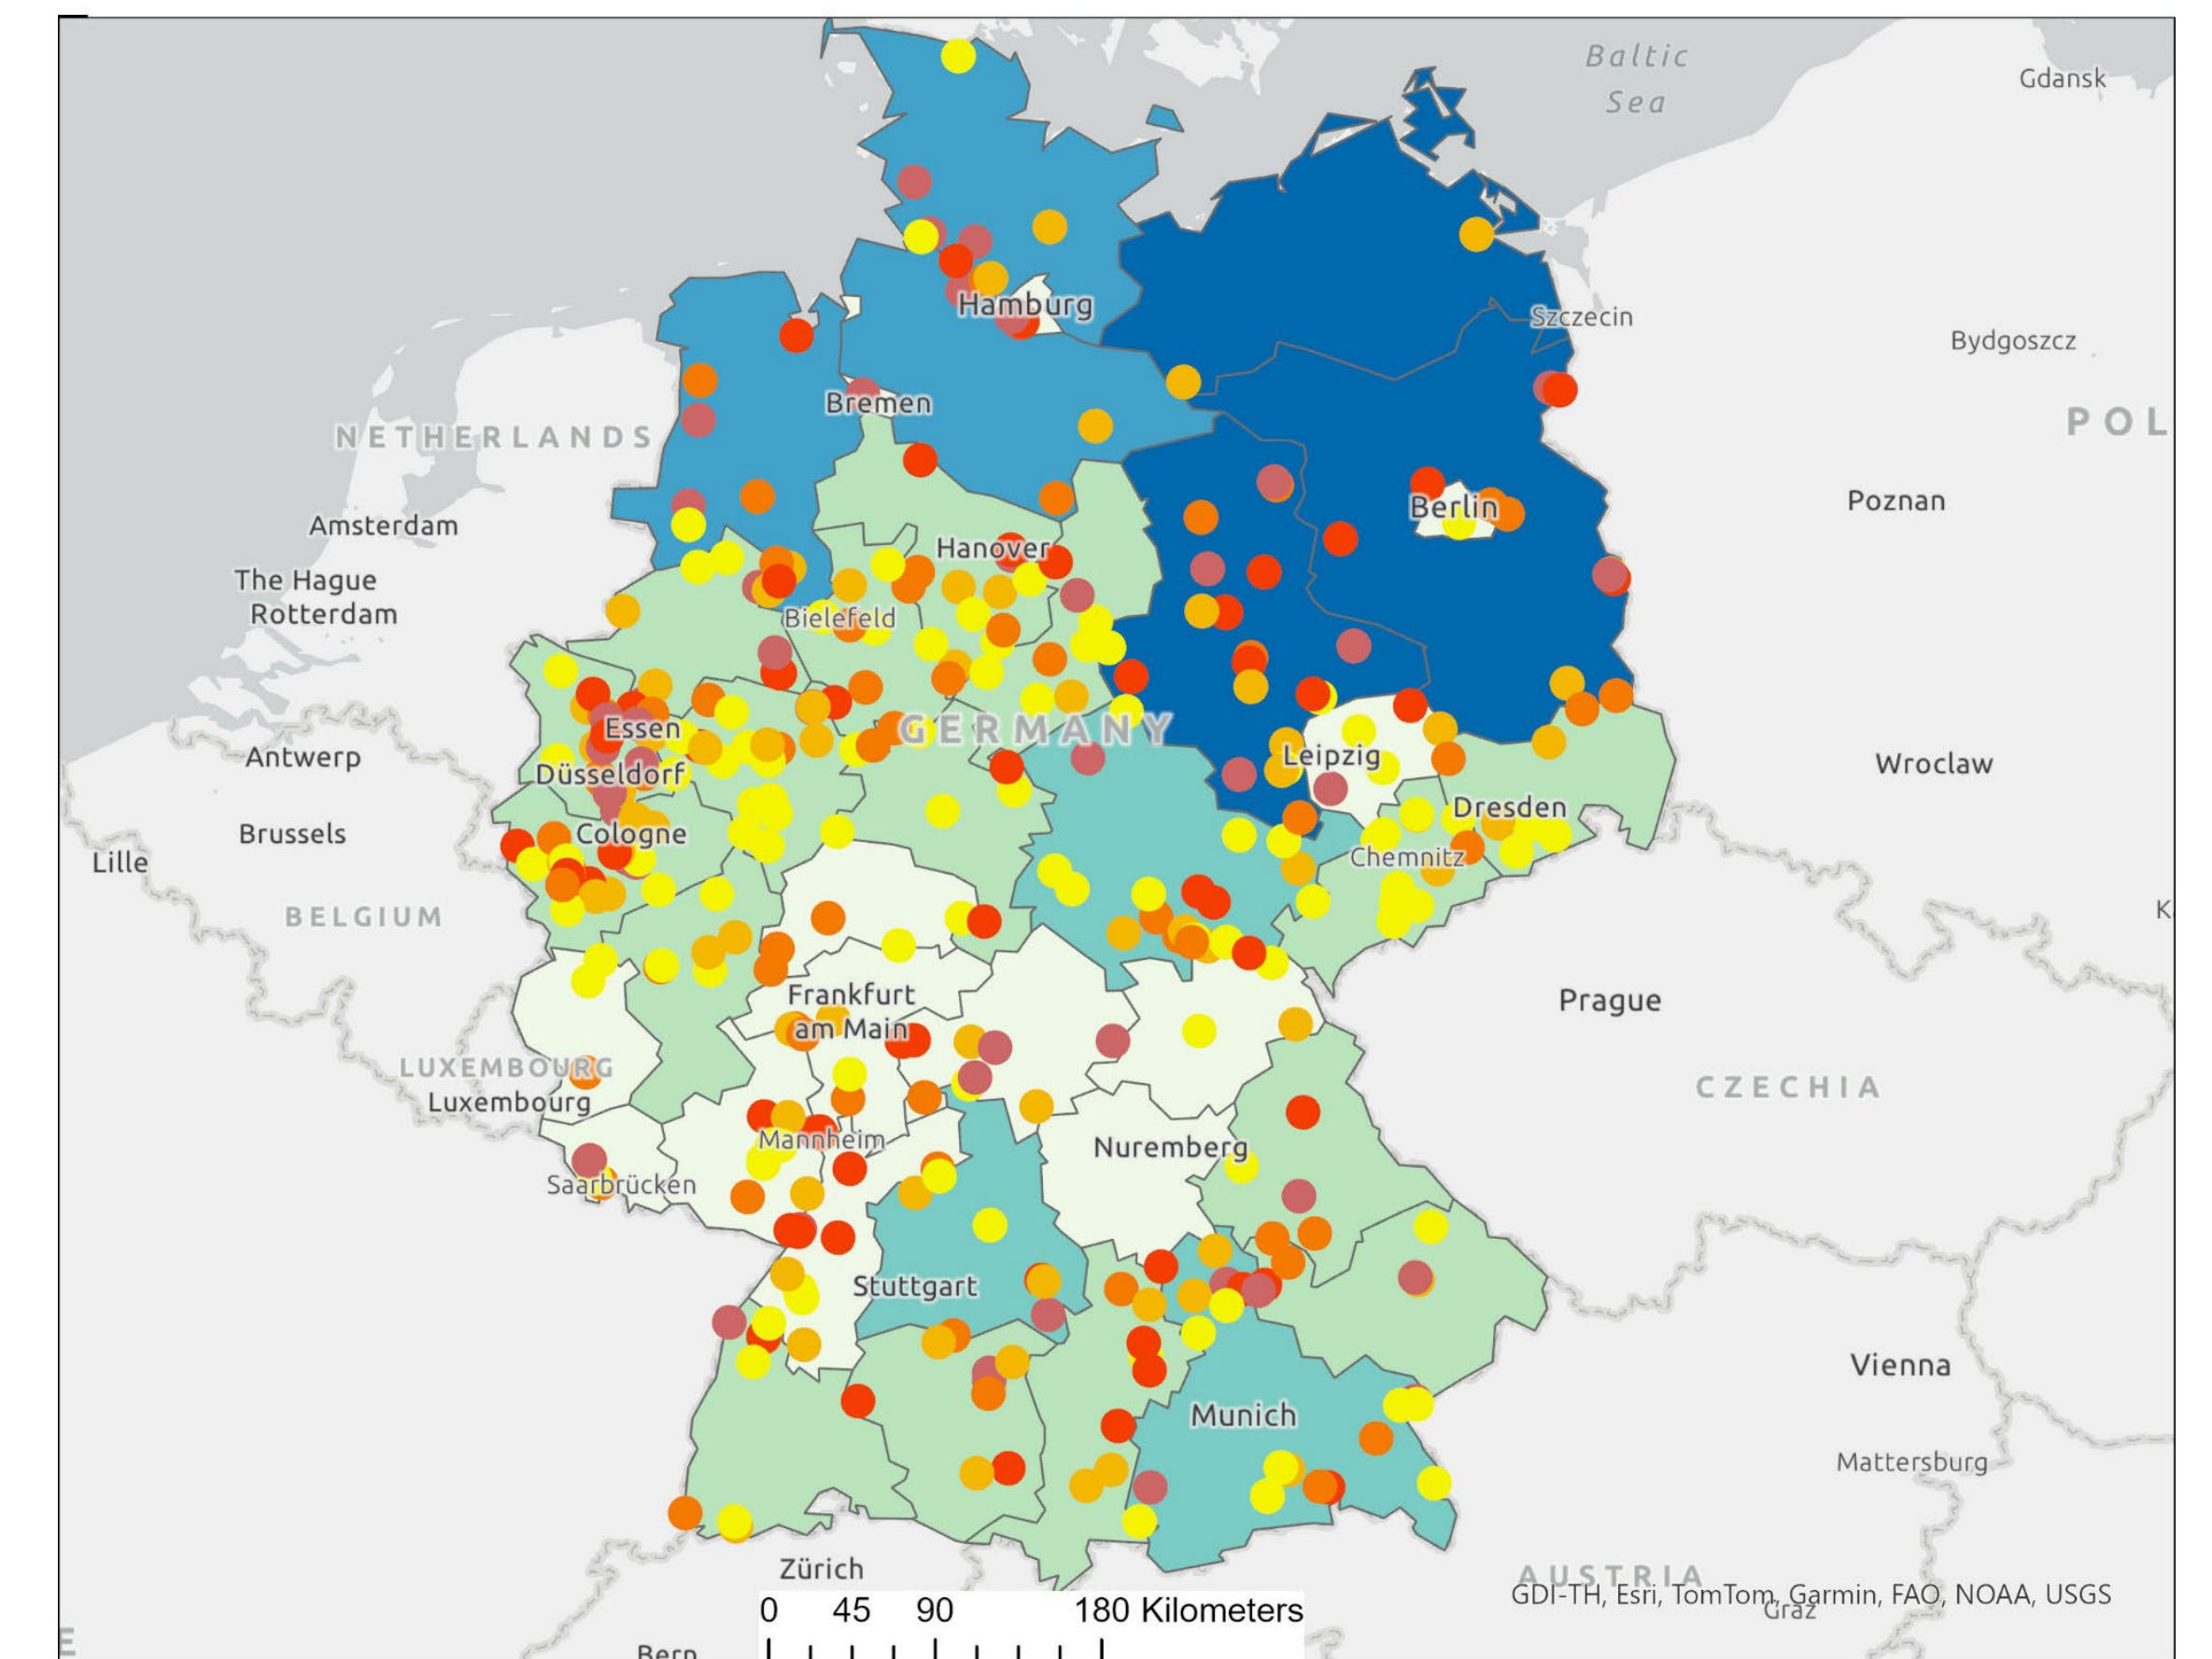 Baltic
Sea
Gdansk
Szczecin
Hamburg
Bydgoszcz
Bremen
NETHERLANDS
POL
Berlin
Poznan
Amsterdam
Hanover
The Hague
Rotterdam
Bielefeld
Essen
GERMANY
Antwerp
Leipzig
Wroclaw
Düsseldorf
Dresden
Brussels
Cologne
Lille
Chemnitz
BELGIUM
K
Frankfurt
am Main
Prague
LUXEMBOURG
Luxembourg
CZECHIA
Mannheim
Nuremberg
Saarbrücken
Stuttgart
Vienna
Munich
Mattersburg
Zürich
AUSTRIA
GDI-TH, Esri, TomTom, Garmin, FAO, NOAA, USGS
Graz
0 45 90 180 Kilometers
E
Bern